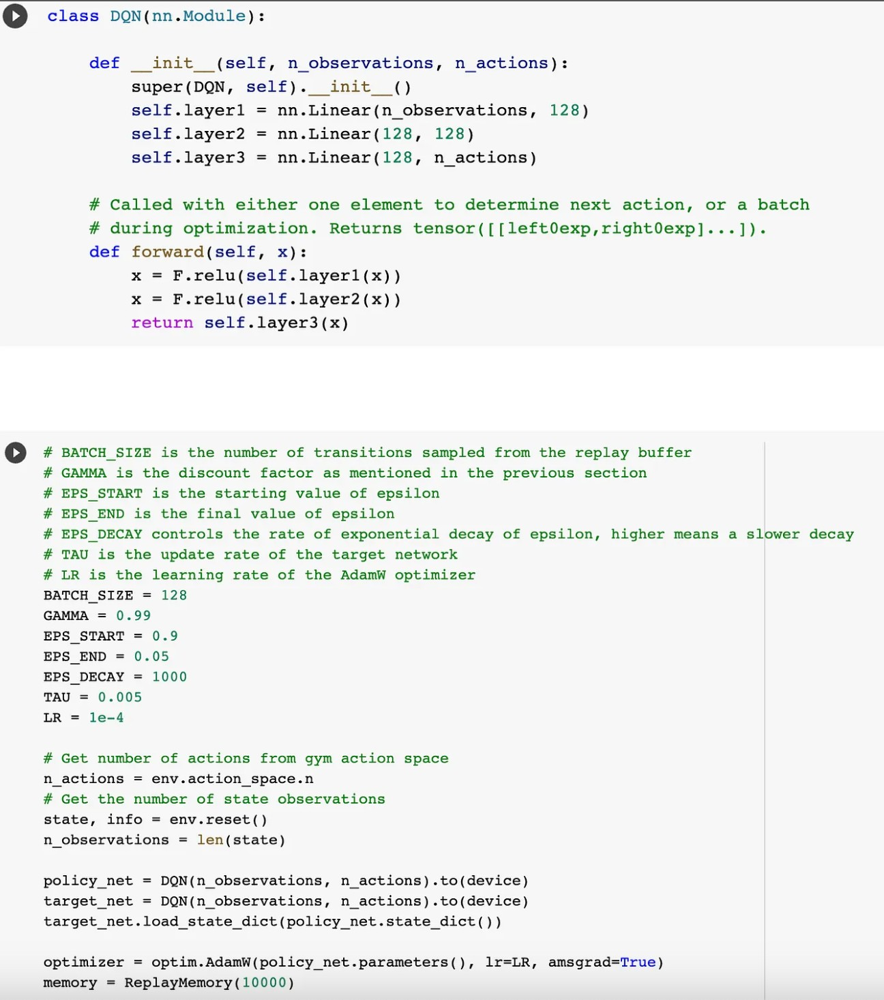 class DQN(nn.Module):
def __init__(self, n_observations, n_actions):
super(DQN, self).__init__()
self.layer1 = nn.Linear(n_observations, 128)
self.layer2 = nn.Linear(128, 128)
self.layer3 = nn.Linear(128, n_actions)
# Called with either one element to determine next action, or a batch
# during optimization. Returns tensor([[left0exp,right0exp]...]).
def forward(self, x):
x = F.relu(self.layer1(x))
x = F.relu(self.layer2(x))
return self.layer3(x)
# BATCH_SIZE is the number of transitions sampled from the replay buffer
# GAMMA is the discount factor as mentioned in the previous section
# EPS_START is the starting value of epsilon
# EPS_END is the final value of epsilon
# EPS_DECAY controls the rate of exponential decay of epsilon, higher means a slower decay
# TAU is the update rate of the target network
# LR is the learning rate of the AdamW optimizer
BATCH_SIZE = 128
GAMMA = 0.99
EPS_START = 0.9
EPS_END = 0.05
EPS_DECAY = 1000
TAU = 0.005
LR = 1e-4
# Get number of actions from gym action space
n_actions = env.action_space.n
# Get the number of state observations
state, info = env.reset()
n_observations = len(state)
policy_net = DQN(n_observations, n_actions).to(device)
target_net = DQN(n_observations, n_actions).to(device)
target_net.load_state_dict(policy_net.state_dict())
optimizer = optim.AdamW(policy_net.parameters(), lr=LR, amsgrad=True)
memory = ReplayMemory(10000)